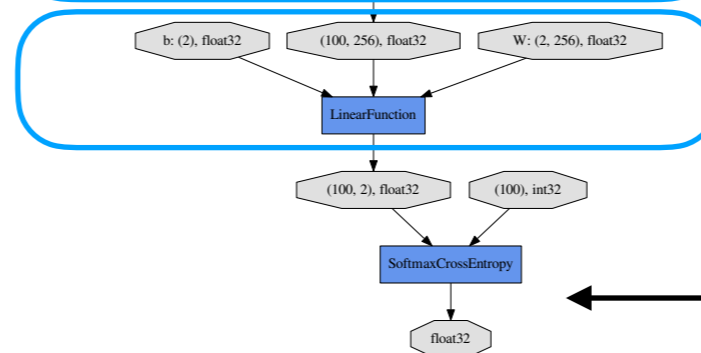 b: (2), float32
(100, 256), float32
W: (2, 256), float32
LinearFunction
(100, 2), float32
(100), int32
SoftmaxCrossEntropy
float32